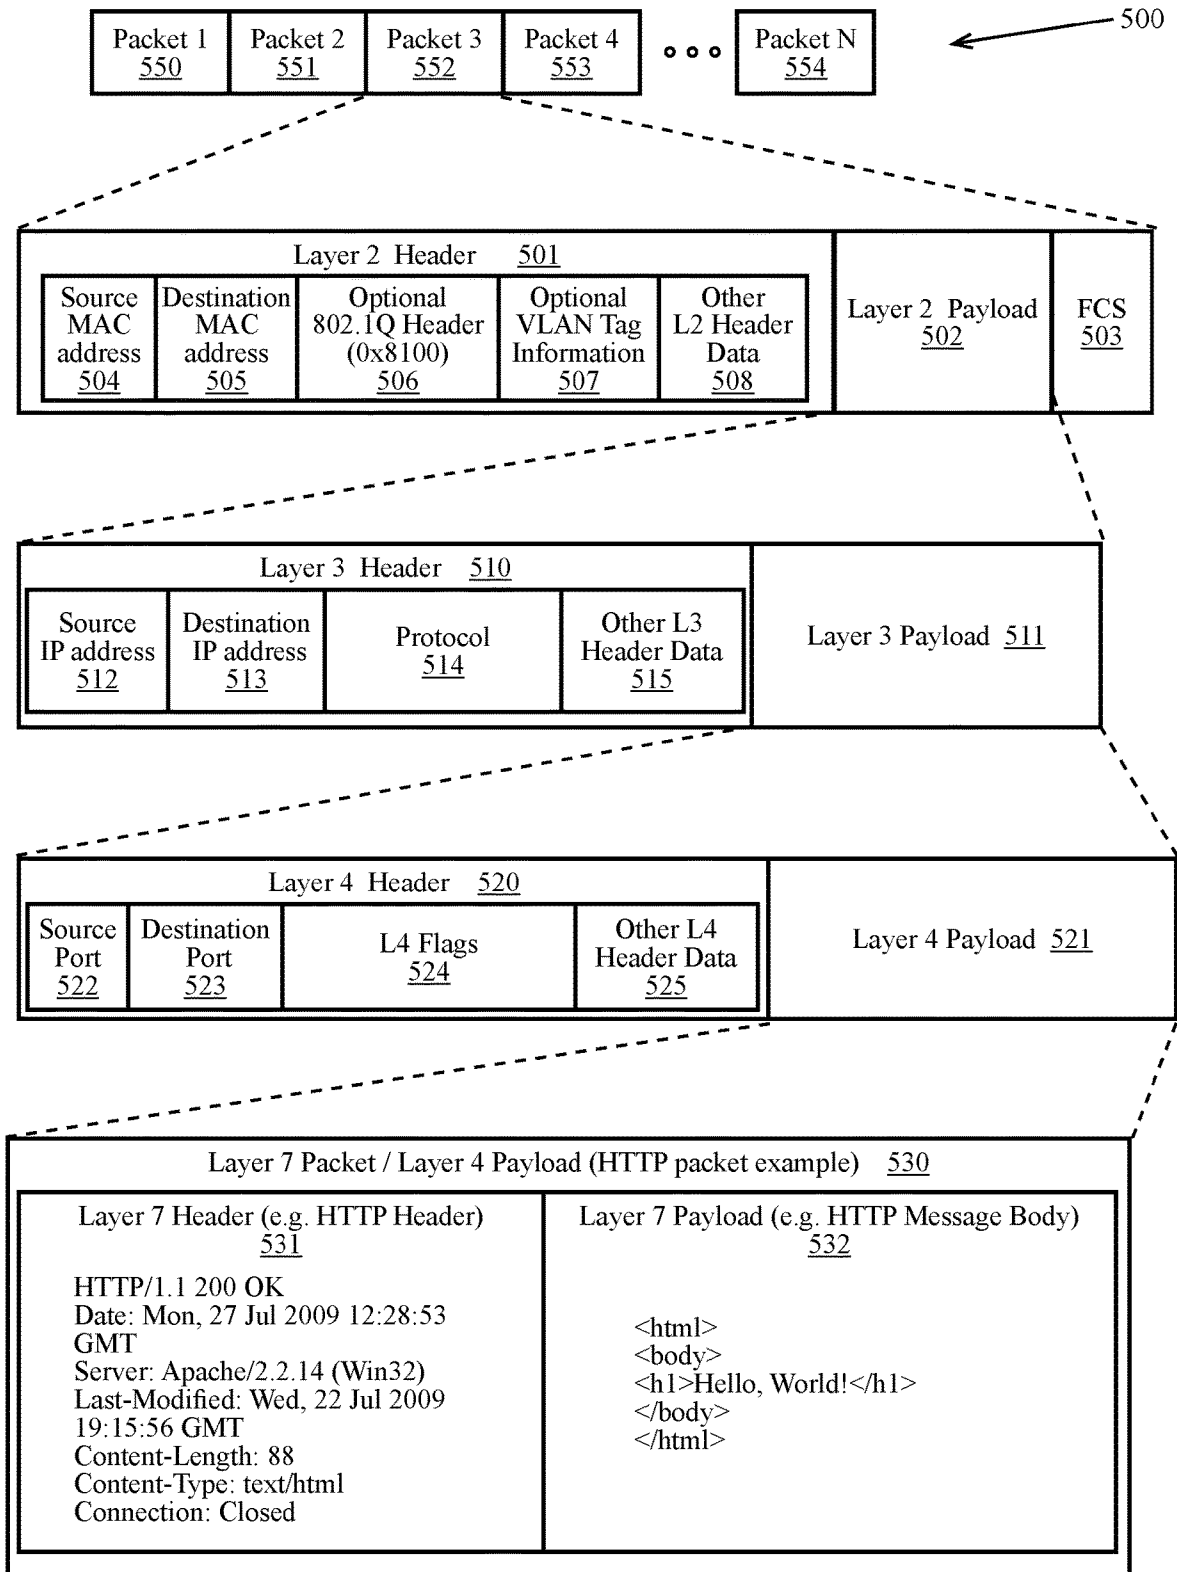 500
Packet 1
550
Packet 2
551
Packet 3
552
Packet 4
553
Packet N
554
Layer 2 Header 501
Source
MAC
address
504
Destination
MAC
address
505
Optional
802.1Q Header
(0x8100)
506
Optional
VLAN Tag
Information
507
Other
L2 Header
Data
508
Layer 2 Payload
502
FCS
503
Layer 3 Header 510
Source
IP address
512
Destination
IP address
513
Protocol
514
Other L3
Header Data
515
Layer 3 Payload 511
Layer 4 Header 520
Source
Port
522
Destination
Port
523
L4 Flags
524
Other L4
Header Data
525
Layer 4 Payload 521
Layer 7 Packet / Layer 4 Payload (HTTP packet example) 530
Layer 7 Header (e.g. HTTP Header)
531
HTTP/1.1 200 OK
Date: Mon, 27 Jul 2009 12:28:53
GMT
Server: Apache/2.2.14 (Win32)
Last-Modified: Wed, 22 Jul 2009
19:15:56 GMT
Content-Length: 88
Content-Type: text/html
Connection: Closed
Layer 7 Payload (e.g. HTTP Message Body)
532
<html>
<body>
<h1>Hello, World!</h1>
</body>
</html>